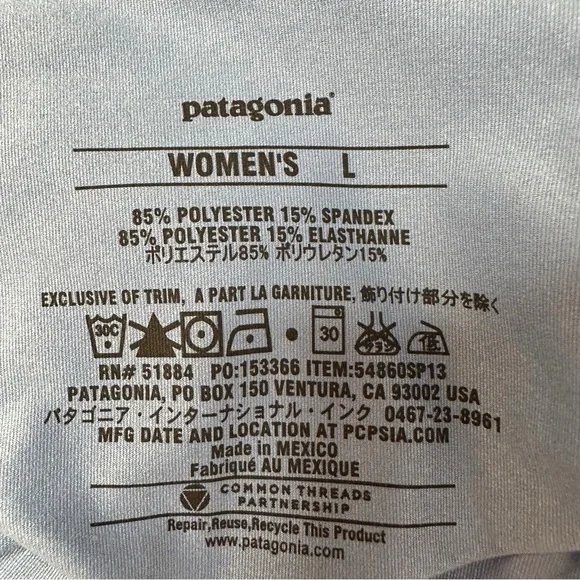 patagonia®
WOMEN'S L
85% POLYESTER 15% SPANDEX
85% POLYESTER 15% ELASTHANNE
ポリエステル85% ポリウレタン15%
EXCLUSIVE OF TRIM, A PART LA GARNITURE, 飾り付け部分を除く
30C 30 エンソ 低
RN# 51884 PO:153366 ITEM:54860SP13
PATAGONIA, PO BOX 150 VENTURA, CA 93002 USA
パタゴニア・インターナショナル・インク 0467-23-8961
MFG DATE AND LOCATION AT PCPSIA.COM
Made in MEXICO
Fabriqué AU MEXIQUE
COMMON THREADS
PARTNERSHIP
Repair,Reuse,Recycle This Product
www.patagonia.com